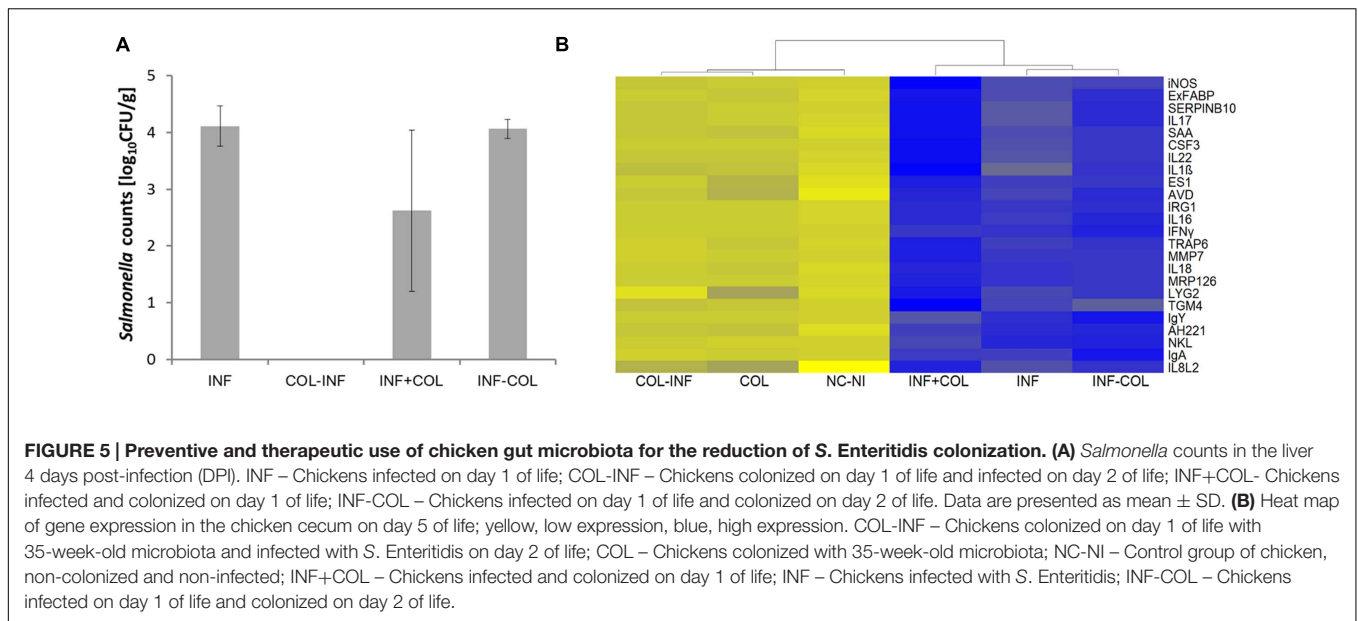 A
B
Salmonella counts [log10CFU/g]
5
4
3
2
1
0
INF
COL-INF
INF+COL
INF-COL
iNOS
ExFABP
SERPINB10
IL17
SAA
CSF3
IL22
IL1ß
ES1
AVD
IRG1
IL16
IFNγ
TRAP6
MMP7
IL18
MRP126
LYG2
TGM4
IgY
AH221
NKL
IgA
IL8L2
COL-INF
COL
NC-NI
INF+COL
INF
INF-COL
FIGURE 5 | Preventive and therapeutic use of chicken gut microbiota for the reduction of S. Enteritidis colonization. (A) Salmonella counts in the liver
4 days post-infection (DPI). INF – Chickens infected on day 1 of life; COL-INF – Chickens colonized on day 1 of life and infected on day 2 of life; INF+COL- Chickens
infected and colonized on day 1 of life; INF-COL – Chickens infected on day 1 of life and colonized on day 2 of life. Data are presented as mean ± SD. (B) Heat map
of gene expression in the chicken cecum on day 5 of life; yellow, low expression, blue, high expression. COL-INF – Chickens colonized on day 1 of life with
35-week-old microbiota and infected with S. Enteritidis on day 2 of life; COL – Chickens colonized with 35-week-old microbiota; NC-NI – Control group of chicken,
non-colonized and non-infected; INF+COL – Chickens infected and colonized on day 1 of life; INF – Chickens infected with S. Enteritidis; INF-COL – Chickens
infected on day 1 of life and colonized on day 2 of life.